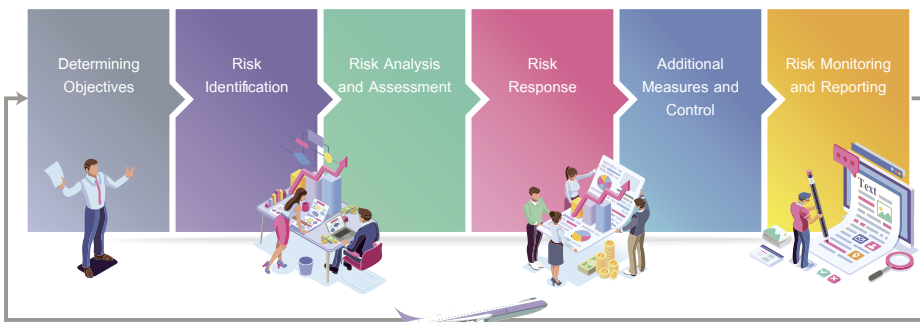 Determining
Objectives
Risk
Identification
Risk Analysis
and Assessment
Risk
Response
Additional
Measures and
Control
Risk Monitoring
and Reporting
Text